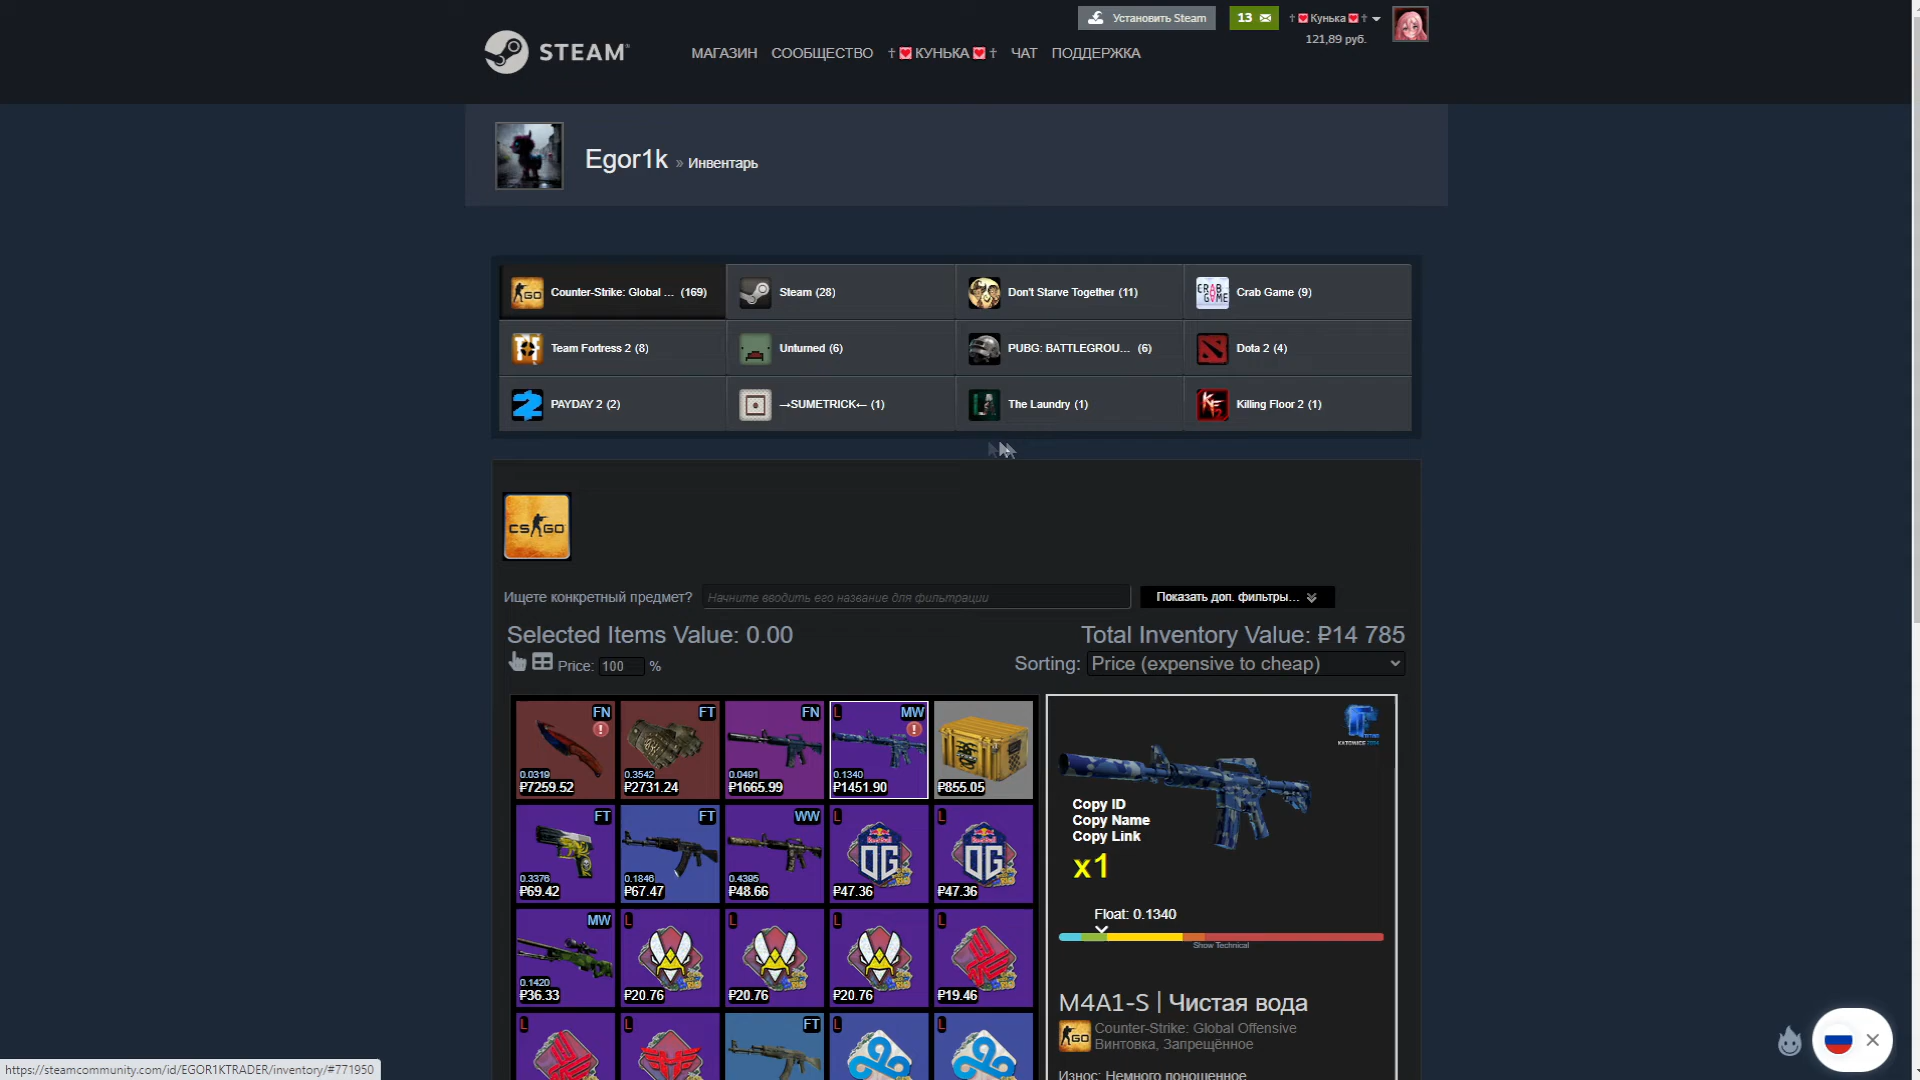 Установить Steam
13
† Кунька †
121,89 руб.
STEAM
МАГАЗИН СООБЩЕСТВО † КУНЬКА † ЧАТ ПОДДЕРЖКА
Egor1k » Инвентарь
GO Counter-Strike: Global ... (169)
Steam (28)
Don't Starve Together (11)
CRAB GAME Crab Game (9)
Team Fortress 2 (8)
Unturned (6)
PUBG: BATTLEGROU... (6)
Dota 2 (4)
PAYDAY 2 (2)
→SUMETRICK← (1)
The Laundry (1)
Killing Floor 2 (1)
CS GO
Ищете конкретный предмет? Начните вводить его название для фильтрации Показать доп. фильтры...
Selected Items Value: 0.00
Total Inventory Value: ₽14 785
Price: 100 %
Sorting: Price (expensive to cheap)
FN 0.0319 ₽7259.52
FT 0.3542 ₽2731.24
FN 0.0491 ₽1665.99
L MW 0.1340 ₽1451.90
₽855.05
FT 0.3376 ₽69.42
FT 0.1846 ₽67.47
WW 0.4395 ₽48.66
L OG ₽47.36
L OG ₽47.36
MW 0.1420 ₽36.33
L ₽20.76
L ₽20.76
L ₽20.76
L ₽19.46
L
L
FT
L
L
Copy ID
Copy Name
Copy Link
x1
Float: 0.1340
Show Technical
M4A1-S | Чистая вода
GO Counter-Strike: Global Offensive
Винтовка, Запрещённое
Износ: Немного поношенное
https://steamcommunity.com/id/EGOR1KTRADER/inventory/#771950